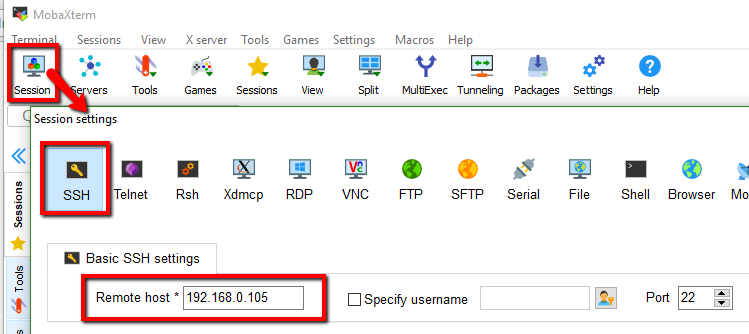 MobaXterm
Terminal Sessions View X server Tools Games Settings Macros Help
Session Servers Tools Games Sessions View Split MultiExec Tunneling Packages Settings Help
Session settings
SSH Telnet Rsh Xdmcp RDP VNC FTP SFTP Serial File Shell Browser
Sessions
Tools
Basic SSH settings
Remote host * 192.168.0.105 Specify username Port 22